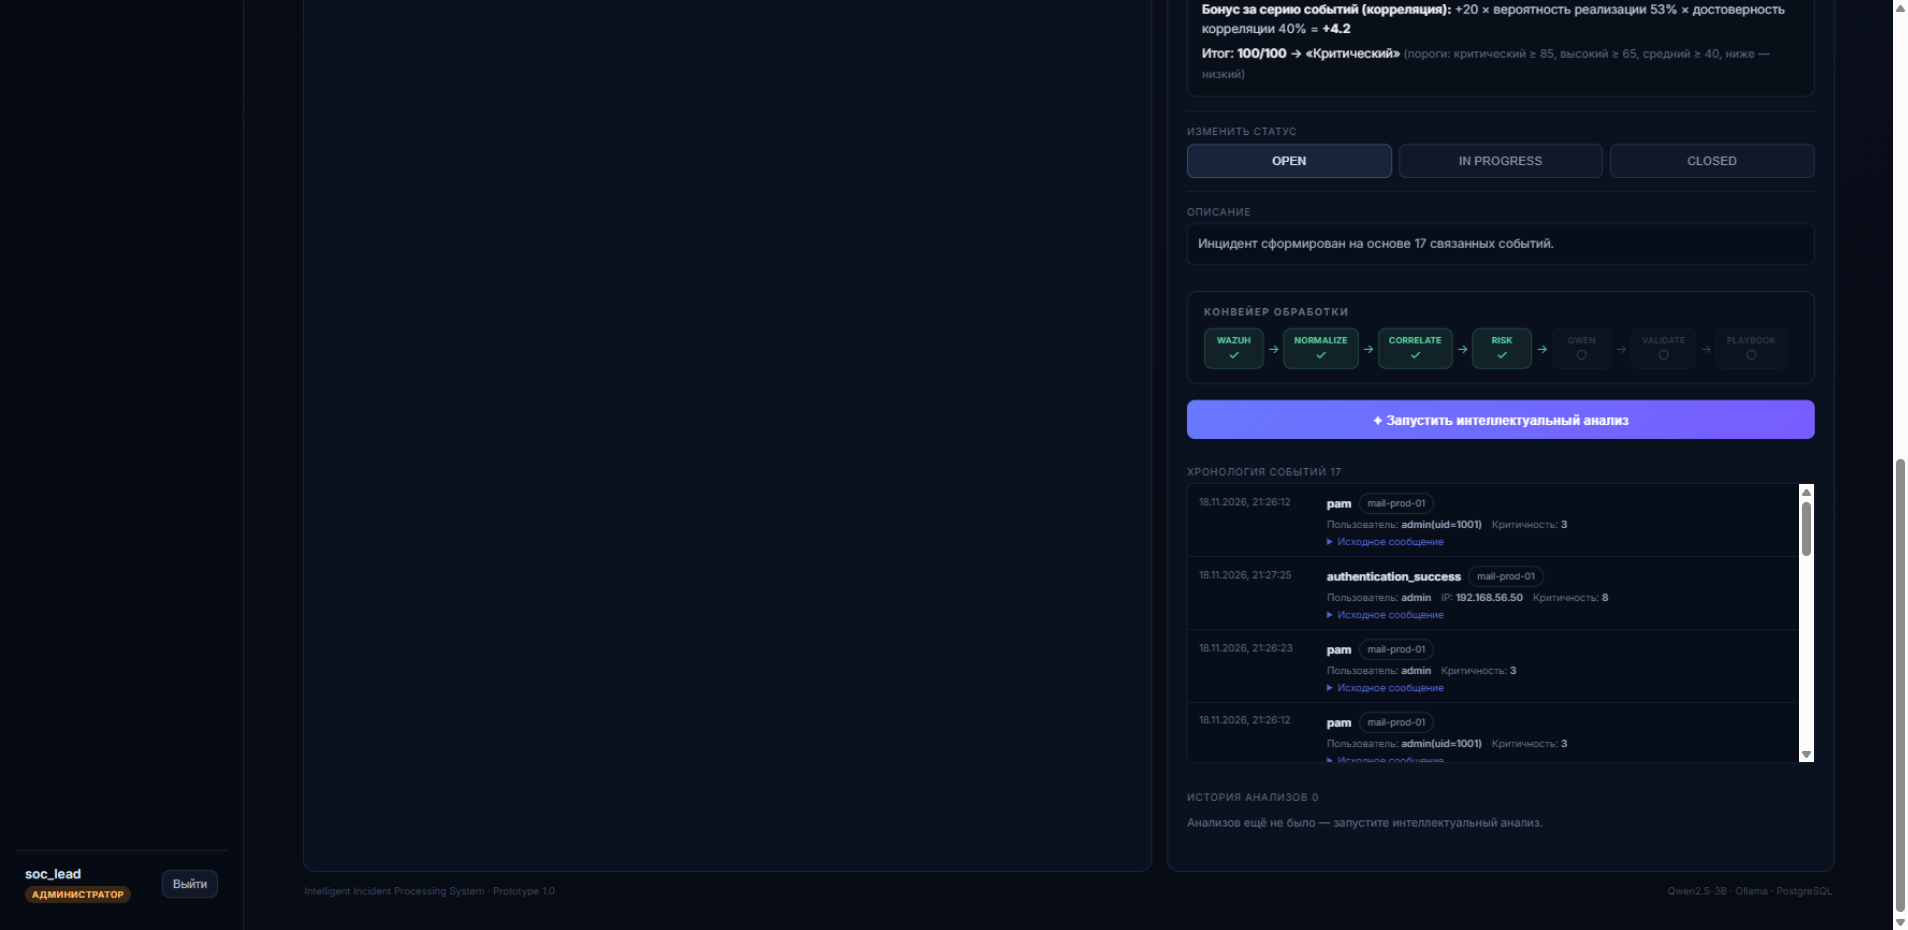 Бонус за серию событий (корреляция): +20 × вероятность реализации 53% × достоверность
корреляции 40% = +4.2
Итог: 100/100 → «Критический» (пороги: критический ≥ 85, высокий ≥ 65, средний ≥ 40, ниже —
низкий)
ИЗМЕНИТЬ СТАТУС
OPEN
IN PROGRESS
CLOSED
ОПИСАНИЕ
Инцидент сформирован на основе 17 связанных событий.
КОНВЕЙЕР ОБРАБОТКИ
WAZUH ✓ → NORMALIZE ✓ → CORRELATE ✓ → RISK ✓ → QWEN ○ → VALIDATE ○ → PLAYBOOK ○
✦ Запустить интеллектуальный анализ
ХРОНОЛОГИЯ СОБЫТИЙ 17
18.11.2026, 21:26:12 pam mail-prod-01
Пользователь: admin(uid=1001) Критичность: 3
▶ Исходное сообщение
18.11.2026, 21:27:25 authentication_success mail-prod-01
Пользователь: admin IP: 192.168.56.50 Критичность: 8
▶ Исходное сообщение
18.11.2026, 21:26:23 pam mail-prod-01
Пользователь: admin Критичность: 3
▶ Исходное сообщение
18.11.2026, 21:26:12 pam mail-prod-01
Пользователь: admin(uid=1001) Критичность: 3
▶ Исходное сообщение
ИСТОРИЯ АНАЛИЗОВ 0
Анализов ещё не было — запустите интеллектуальный анализ.
soc_lead
АДМИНИСТРАТОР
Выйти
Intelligent Incident Processing System · Prototype 1.0
Qwen2.5-3B · Ollama · PostgreSQL